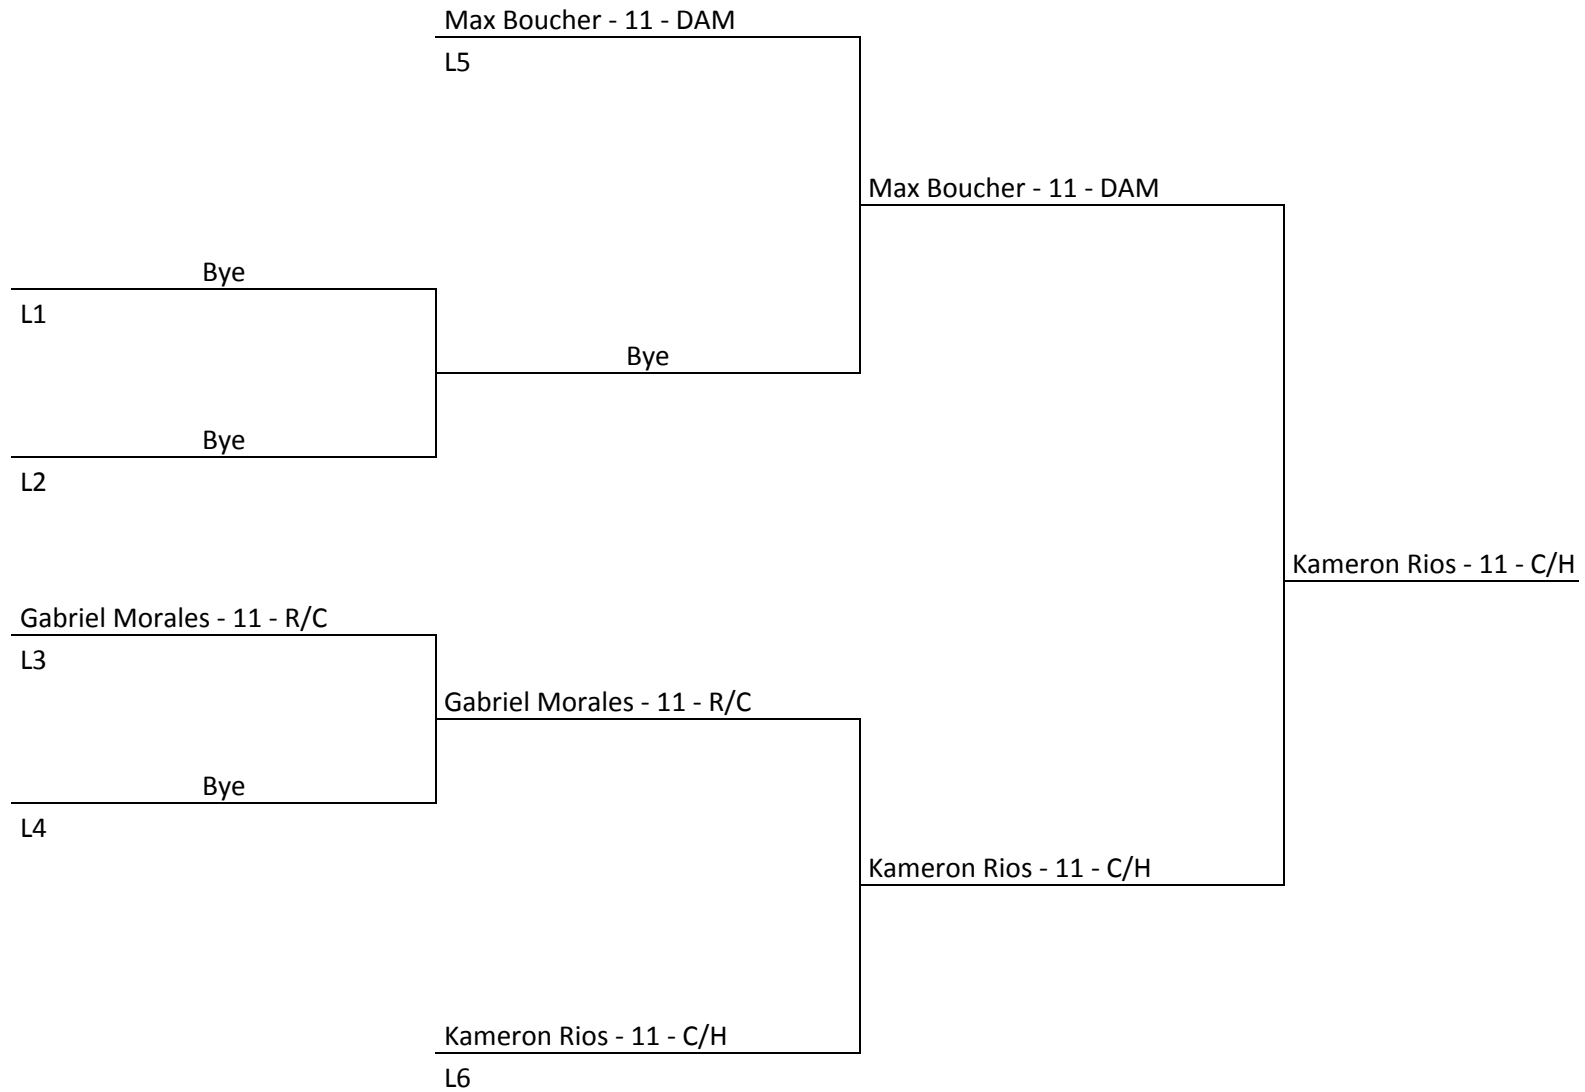 Max Boucher - 11 - DAM
L5
Max Boucher - 11 - DAM
Bye
L1
Bye
Bye
L2
Kameron Rios - 11 - C/H
Gabriel Morales - 11 - R/C
L3
Gabriel Morales - 11 - R/C
Bye
L4
Kameron Rios - 11 - C/H
Kameron Rios - 11 - C/H
L6